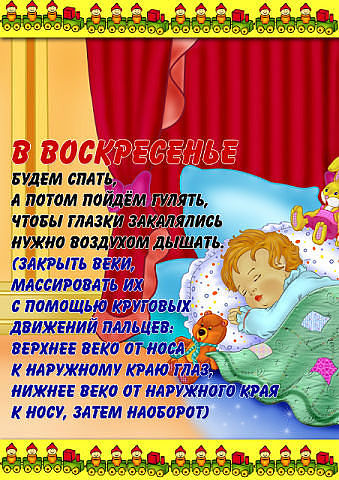 В ВОСКРЕСЕНЬЕ
БУДЕМ СПАТЬ,
А ПОТОМ ПОЙДЁМ ГУЛЯТЬ,
ЧТОБЫ ГЛАЗКИ ЗАКАЛЯЛИСЬ
НУЖНО ВОЗДУХОМ ДЫШАТЬ.
(ЗАКРЫТЬ ВЕКИ,
МАССИРОВАТЬ ИХ
С ПОМОЩЬЮ КРУГОВЫХ
ДВИЖЕНИЙ ПАЛЬЦЕВ:
ВЕРХНЕЕ ВЕКО ОТ НОСА
К НАРУЖНОМУ КРАЮ ГЛАЗ,
НИЖНЕЕ ВЕКО ОТ НАРУЖНОГО КРАЯ
К НОСУ, ЗАТЕМ НАОБОРОТ)